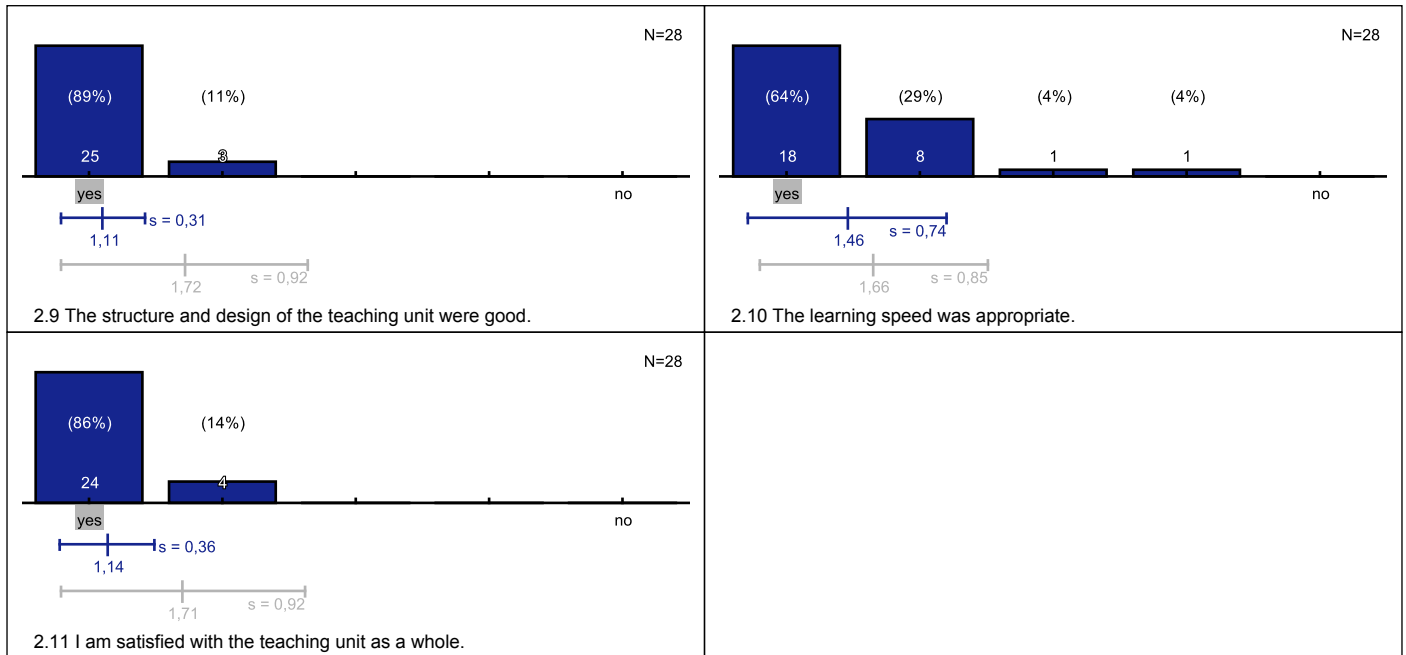 N=28
(89%) (11%)
25 3
yes no
s = 0,31
1,11
s = 0,92
1,72
2.9 The structure and design of the teaching unit were good.
N=28
(64%) (29%) (4%) (4%)
18 8 1 1
yes no
s = 0,74
1,46
s = 0,85
1,66
2.10 The learning speed was appropriate.
N=28
(86%) (14%)
24 4
yes no
s = 0,36
1,14
s = 0,92
1,71
2.11 I am satisfied with the teaching unit as a whole.